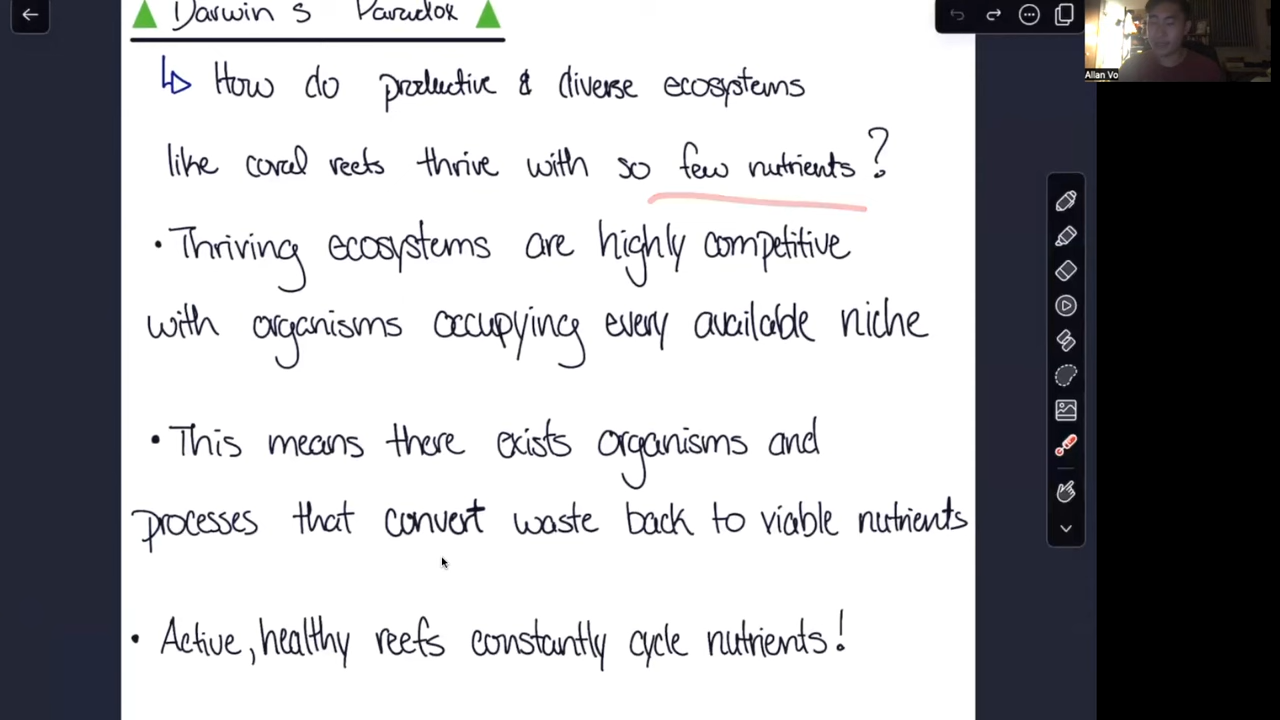 Darwin's Paradox
How do productive & diverse ecosystems
like coral reefs thrive with so few nutrients?
• Thriving ecosystems are highly competitive
with organisms occupying every available niche
• This means there exists organisms and
processes that convert waste back to viable nutrients
• Active, healthy reefs constantly cycle nutrients!
Allan Vo